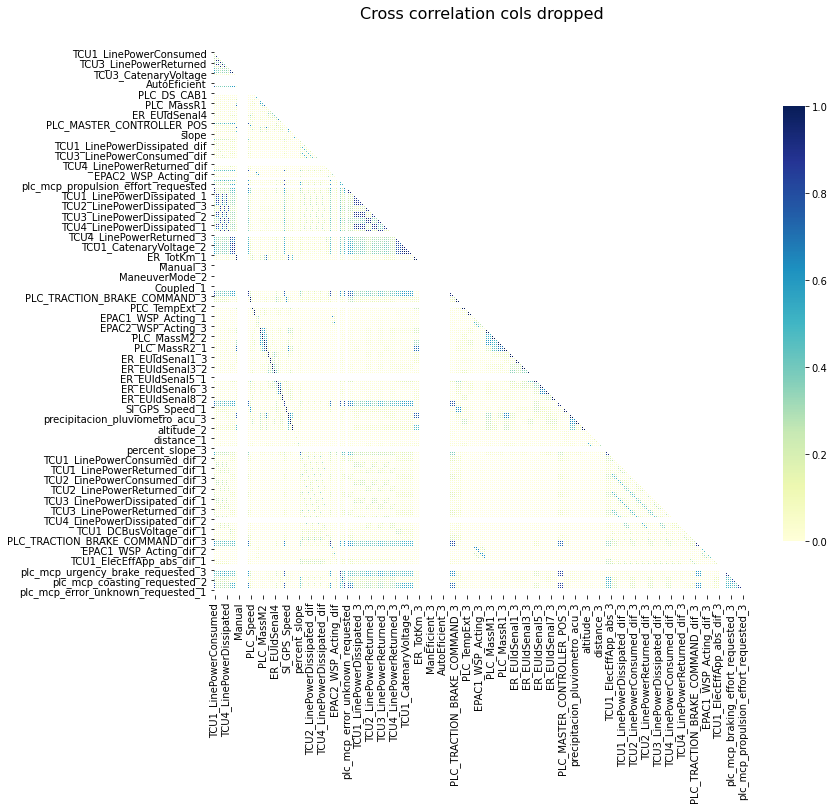 Cross correlation cols dropped
TCU1_LinePowerConsumed
TCU3_LinePowerReturned
TCU3_CatenaryVoltage
AutoEficient
PLC_DS_CAB1
PLC_MassR1
ER_EUIdSenal4
PLC_MASTER_CONTROLLER_POS
slope
TCU1_LinePowerDissipated_dif
TCU3_LinePowerConsumed_dif
TCU4_LinePowerReturned_dif
EPAC2_WSP_Acting_dif
plc_mcp_propulsion_effort_requested
TCU1_LinePowerDissipated_1
TCU2_LinePowerDissipated_3
TCU3_LinePowerDissipated_2
TCU4_LinePowerDissipated_1
TCU4_LinePowerReturned_3
TCU1_CatenaryVoltage_2
ER_TotKm_1
Manual_3
ManeuverMode_2
Coupled_1
PLC_TRACTION_BRAKE_COMMAND_3
PLC_TempExt_2
EPAC1_WSP_Acting_1
EPAC2_WSP_Acting_3
PLC_MassM2_2
PLC_MassR2_1
ER_EUIdSenal1_3
ER_EUIdSenal3_2
ER_EUIdSenal5_1
ER_EUIdSenal6_3
ER_EUIdSenal8_2
SI_GPS_Speed_1
precipitacion_pluviometro_acu_3
altitude_2
distance_1
percent_slope_3
TCU1_LinePowerConsumed_dif_2
TCU1_LinePowerReturned_dif_1
TCU2_LinePowerConsumed_dif_3
TCU2_LinePowerReturned_dif_2
TCU3_LinePowerDissipated_dif_1
TCU3_LinePowerReturned_dif_3
TCU4_LinePowerDissipated_dif_2
TCU1_DCBusVoltage_dif_1
PLC_TRACTION_BRAKE_COMMAND_dif_3
EPAC1_WSP_Acting_dif_2
TCU1_ElecEffApp_abs_dif_1
plc_mcp_urgency_brake_requested_3
plc_mcp_coasting_requested_2
plc_mcp_error_unknown_requested_1
TCU1_LinePowerConsumed
TCU4_LinePowerDissipated
Manual
PLC_Speed
PLC_MassM2
ER_EUIdSenal4
SI_GPS_Speed
percent_slope
TCU2_LinePowerDissipated_dif
TCU4_LinePowerDissipated_dif
EPAC2_WSP_Acting_dif
plc_mcp_error_unknown_requested
TCU1_LinePowerDissipated_3
TCU2_LinePowerReturned_3
TCU3_LinePowerReturned_3
TCU4_LinePowerReturned_3
TCU1_CatenaryVoltage_3
ER_TotKm_3
ManEficient_3
AutoEficient_3
PLC_TRACTION_BRAKE_COMMAND_3
PLC_TempExt_3
EPAC1_WSP_Acting_3
PLC_MassM1_3
PLC_MassR1_3
ER_EUIdSenal1_3
ER_EUIdSenal3_3
ER_EUIdSenal5_3
ER_EUIdSenal7_3
PLC_MASTER_CONTROLLER_POS_3
precipitacion_pluviometro_acu_3
altitude_3
distance_3
TCU1_ElecEffApp_abs_3
TCU1_LinePowerDissipated_dif_3
TCU2_LinePowerConsumed_dif_3
TCU2_LinePowerReturned_dif_3
TCU3_LinePowerDissipated_dif_3
TCU4_LinePowerConsumed_dif_3
TCU4_LinePowerReturned_dif_3
PLC_TRACTION_BRAKE_COMMAND_dif_3
EPAC1_WSP_Acting_dif_3
TCU1_ElecEffApp_abs_dif_3
plc_mcp_braking_effort_requested_3
plc_mcp_propulsion_effort_requested_3
1.0
0.8
0.6
0.4
0.2
0.0